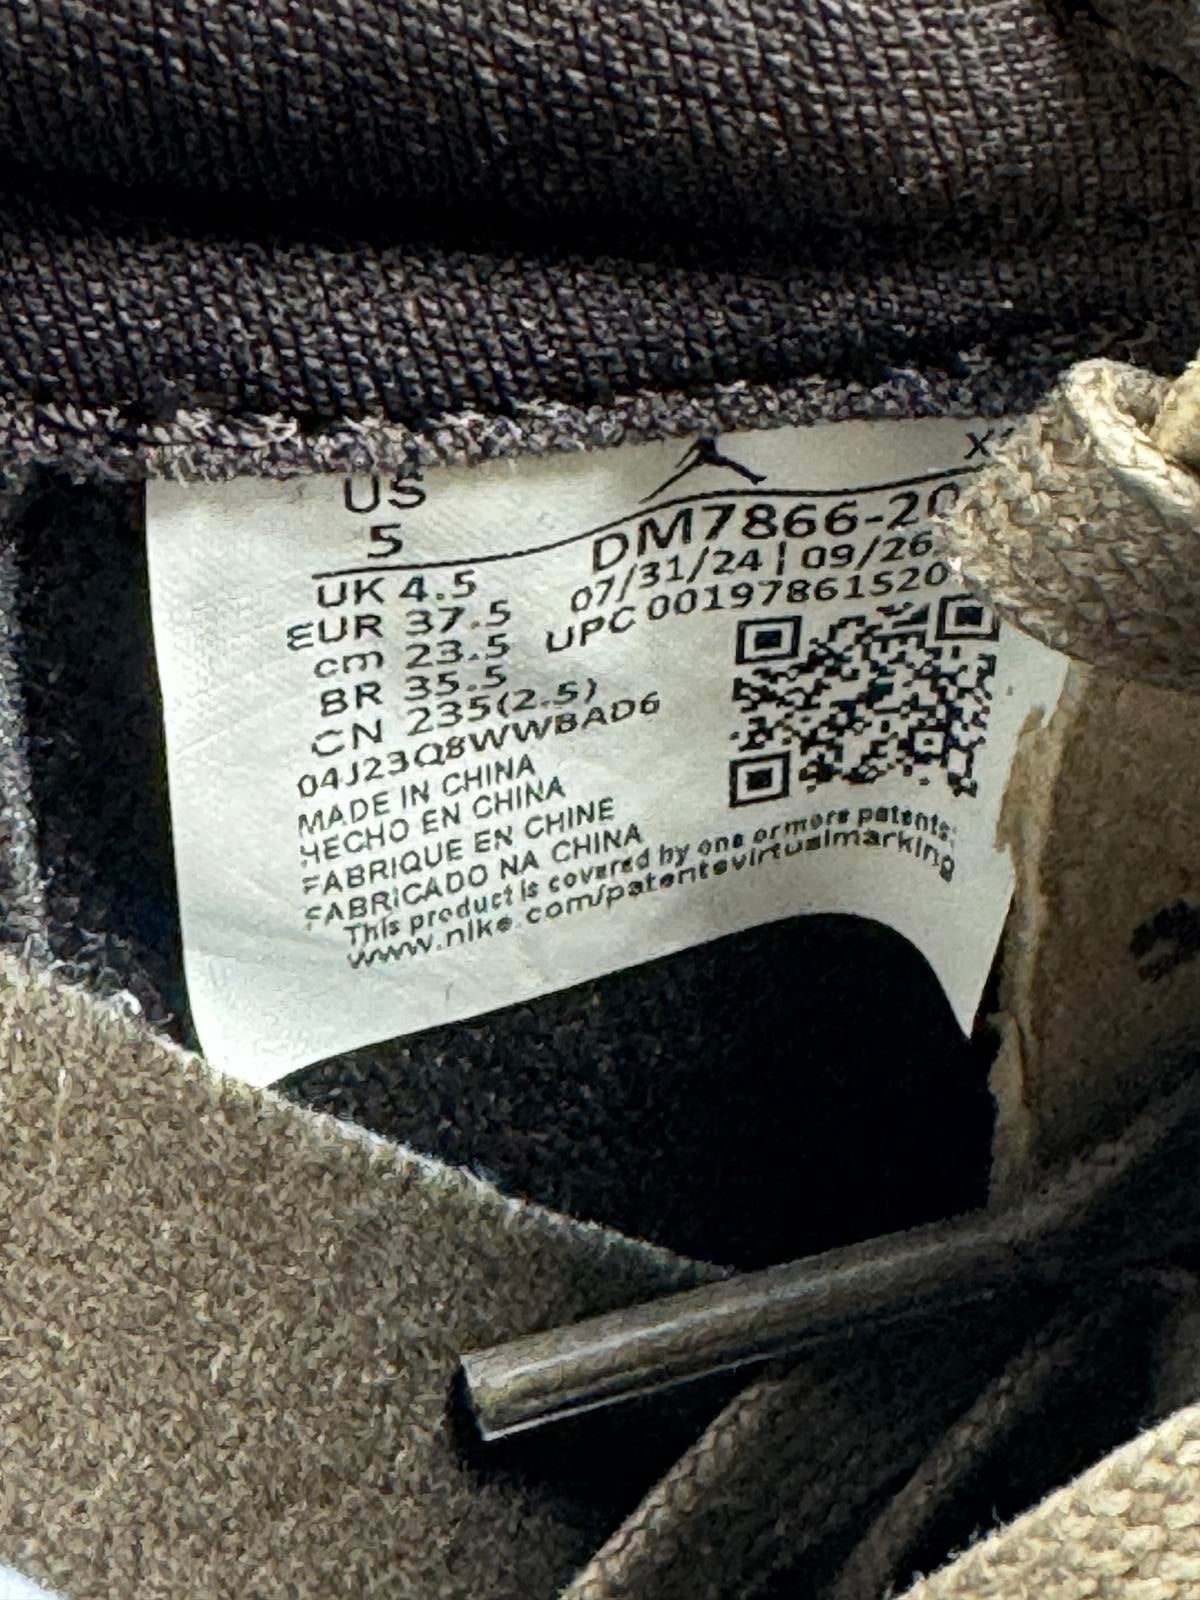 US
5
UK 4.5
EUR 37.5
cm 23.5
BR 35.5
CN 235(2.5)
04J23Q8WWBAD6
MADE IN CHINA
HECHO EN CHINA
FABRIQUE EN CHINE
FABRICADO NA CHINA
This product is covered by one or more patents:
www.nike.com/patentsvirtualmarking
DM7866-20
07/31/24 | 09/26
UPC 00197861520